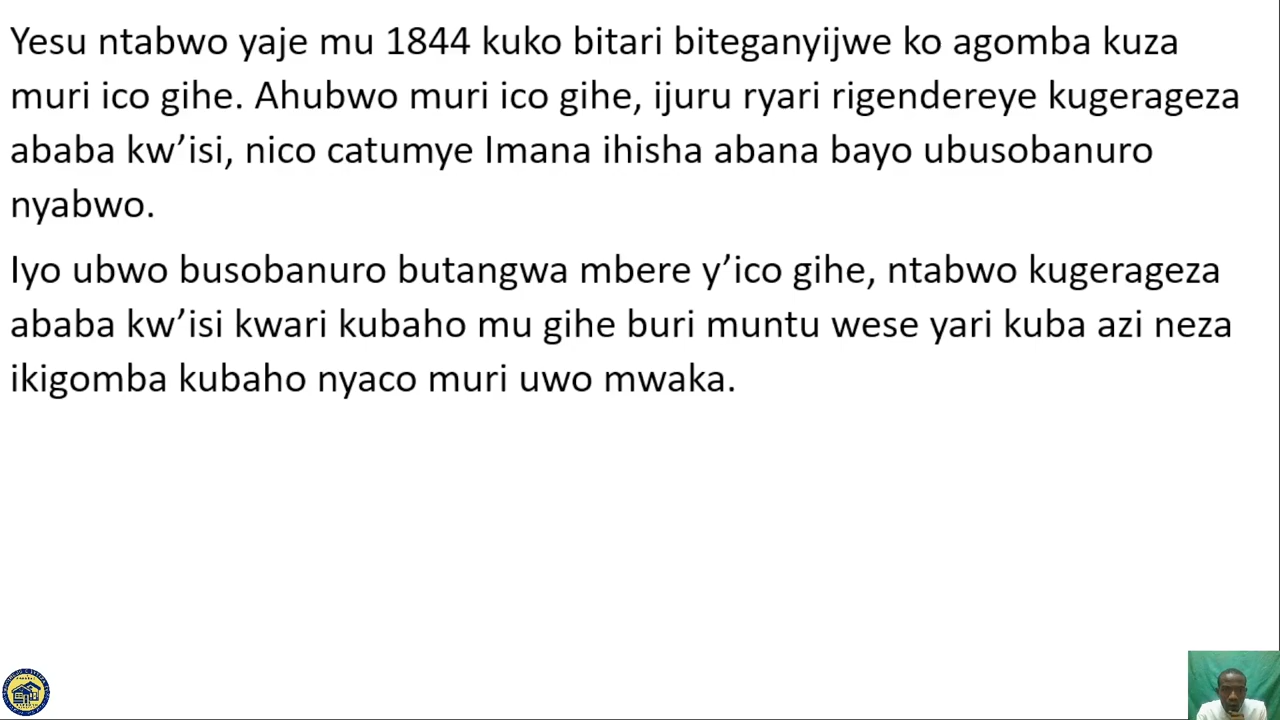 Yesu ntabwo yaje mu 1844 kuko bitari biteganyijwe ko agomba kuza
muri ico gihe. Ahubwo muri ico gihe, ijuru ryari rigendereye kugerageza
ababa kw’isi, nico catumye Imana ihisha abana bayo ubusobanuro
nyabwo.
Iyo ubwo busobanuro butangwa mbere y’ico gihe, ntabwo kugerageza
ababa kw’isi kwari kubaho mu gihe buri muntu wese yari kuba azi neza
ikigomba kubaho nyaco muri uwo mwaka.